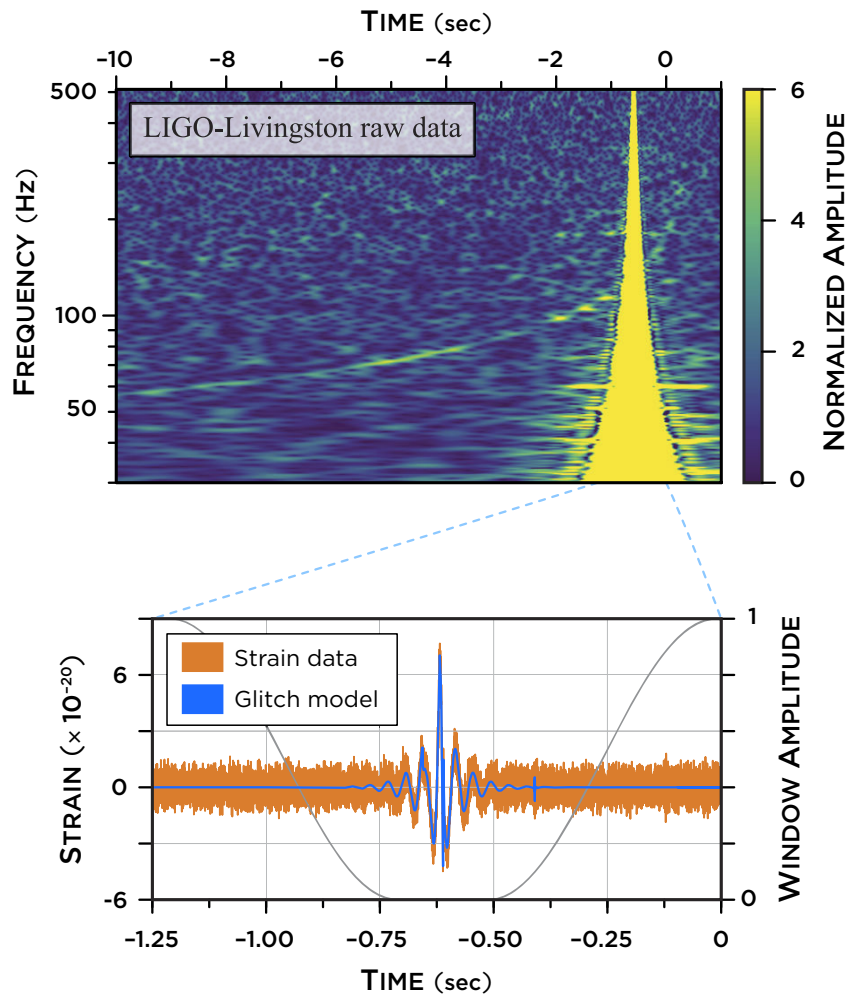 TIME (sec)
−10 −8 −6 −4 −2 0
500
100
50
FREQUENCY (Hz)
LIGO-Livingston raw data
6
4
2
0
NORMALIZED AMPLITUDE
Strain data
Glitch model
6
0
-6
STRAIN (× 10⁻²⁰)
1
0
WINDOW AMPLITUDE
−1.25 −1.00 −0.75 −0.50 −0.25 0
TIME (sec)